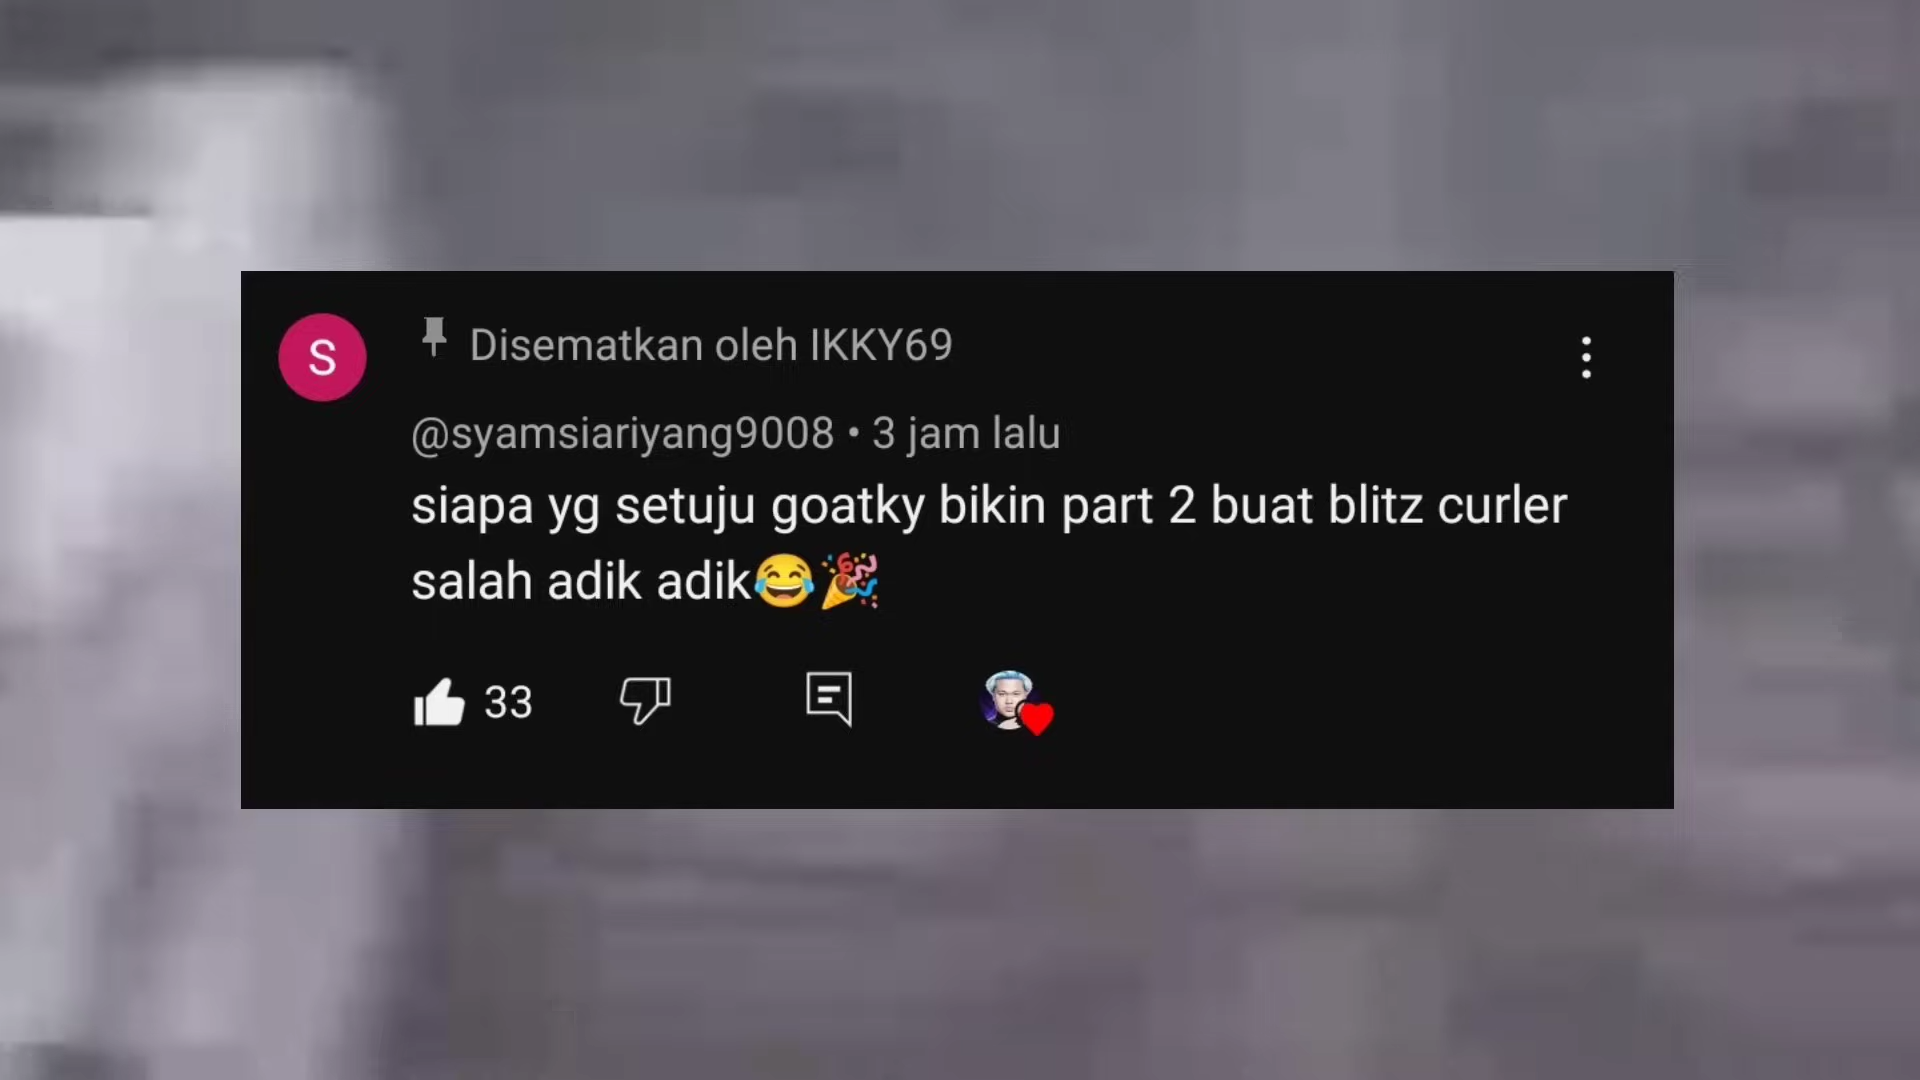 S
Disematkan oleh IKKY69
@syamsiariyang9008 • 3 jam lalu
siapa yg setuju goatky bikin part 2 buat blitz curler
salah adik adik😂🎉
33